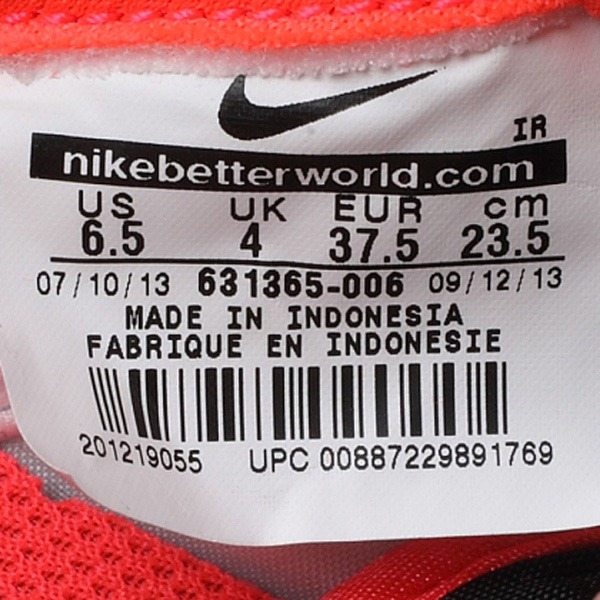 IR
nikebetterworld.com
US UK EUR cm
6.5 4 37.5 23.5
07/10/13 631365-006 09/12/13
MADE IN INDONESIA
FABRIQUE EN INDONESIE
201219055 UPC 00887229891769